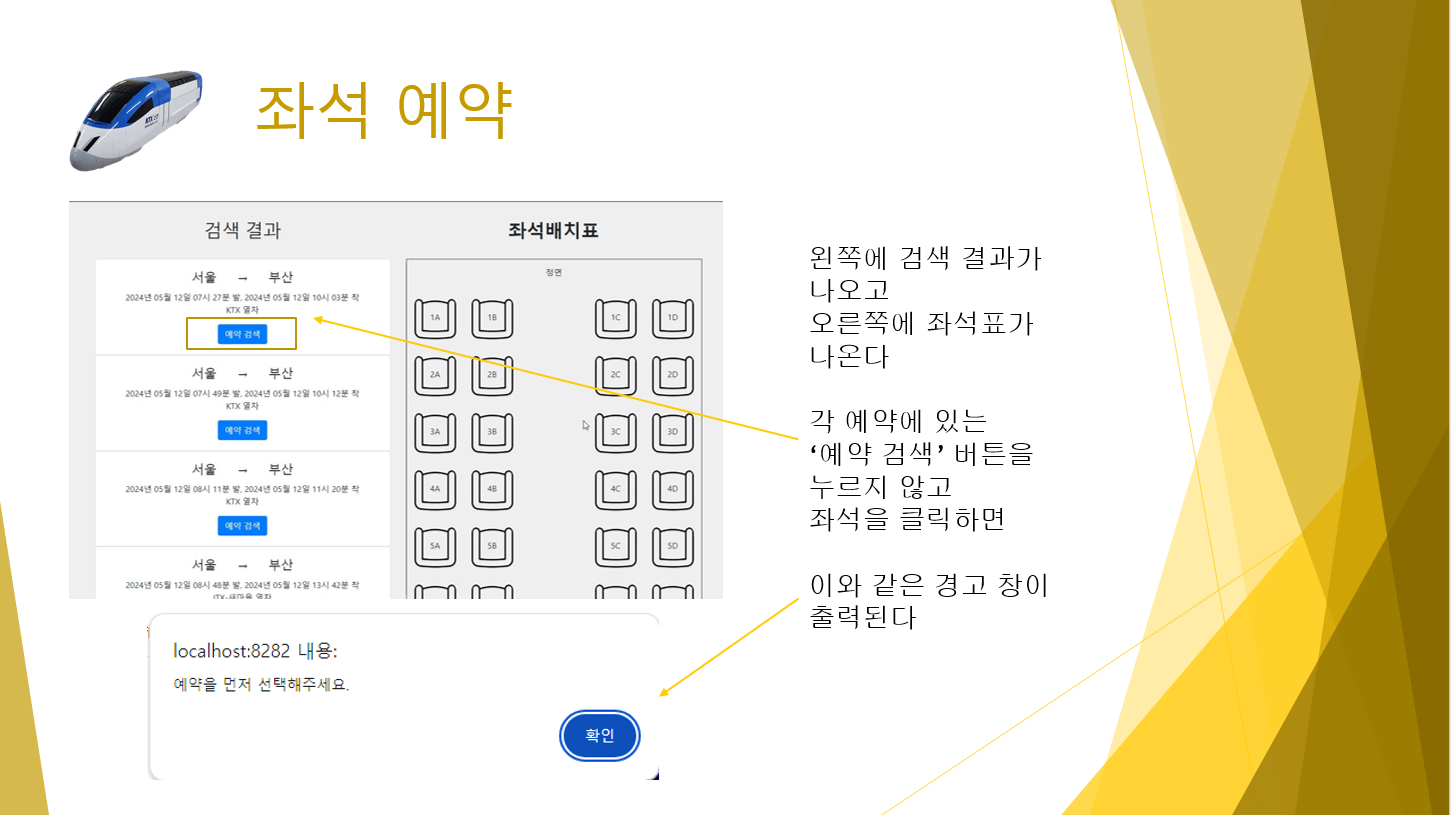 좌석 예약
검색 결과
서울 → 부산
2024년 05월 12일 07시 27분 발, 2024년 05월 12일 10시 03분 착
KTX 열차
예약 검색
서울 → 부산
2024년 05월 12일 07시 49분 발, 2024년 05월 12일 10시 12분 착
KTX 열차
예약 검색
서울 → 부산
2024년 05월 12일 08시 11분 발, 2024년 05월 12일 11시 20분 착
KTX 열차
예약 검색
서울 → 부산
2024년 05월 12일 08시 48분 발, 2024년 05월 12일 13시 42분 착
ITX-새마을 열차
좌석배치표
정면
1A 1B 1C 1D
2A 2B 2C 2D
3A 3B 3C 3D
4A 4B 4C 4D
5A 5B 5C 5D
localhost:8282 내용:
예약을 먼저 선택해주세요.
확인
왼쪽에 검색 결과가
나오고
오른쪽에 좌석표가
나온다
각 예약에 있는
‘예약 검색’ 버튼을
누르지 않고
좌석을 클릭하면
이와 같은 경고 창이
출력된다